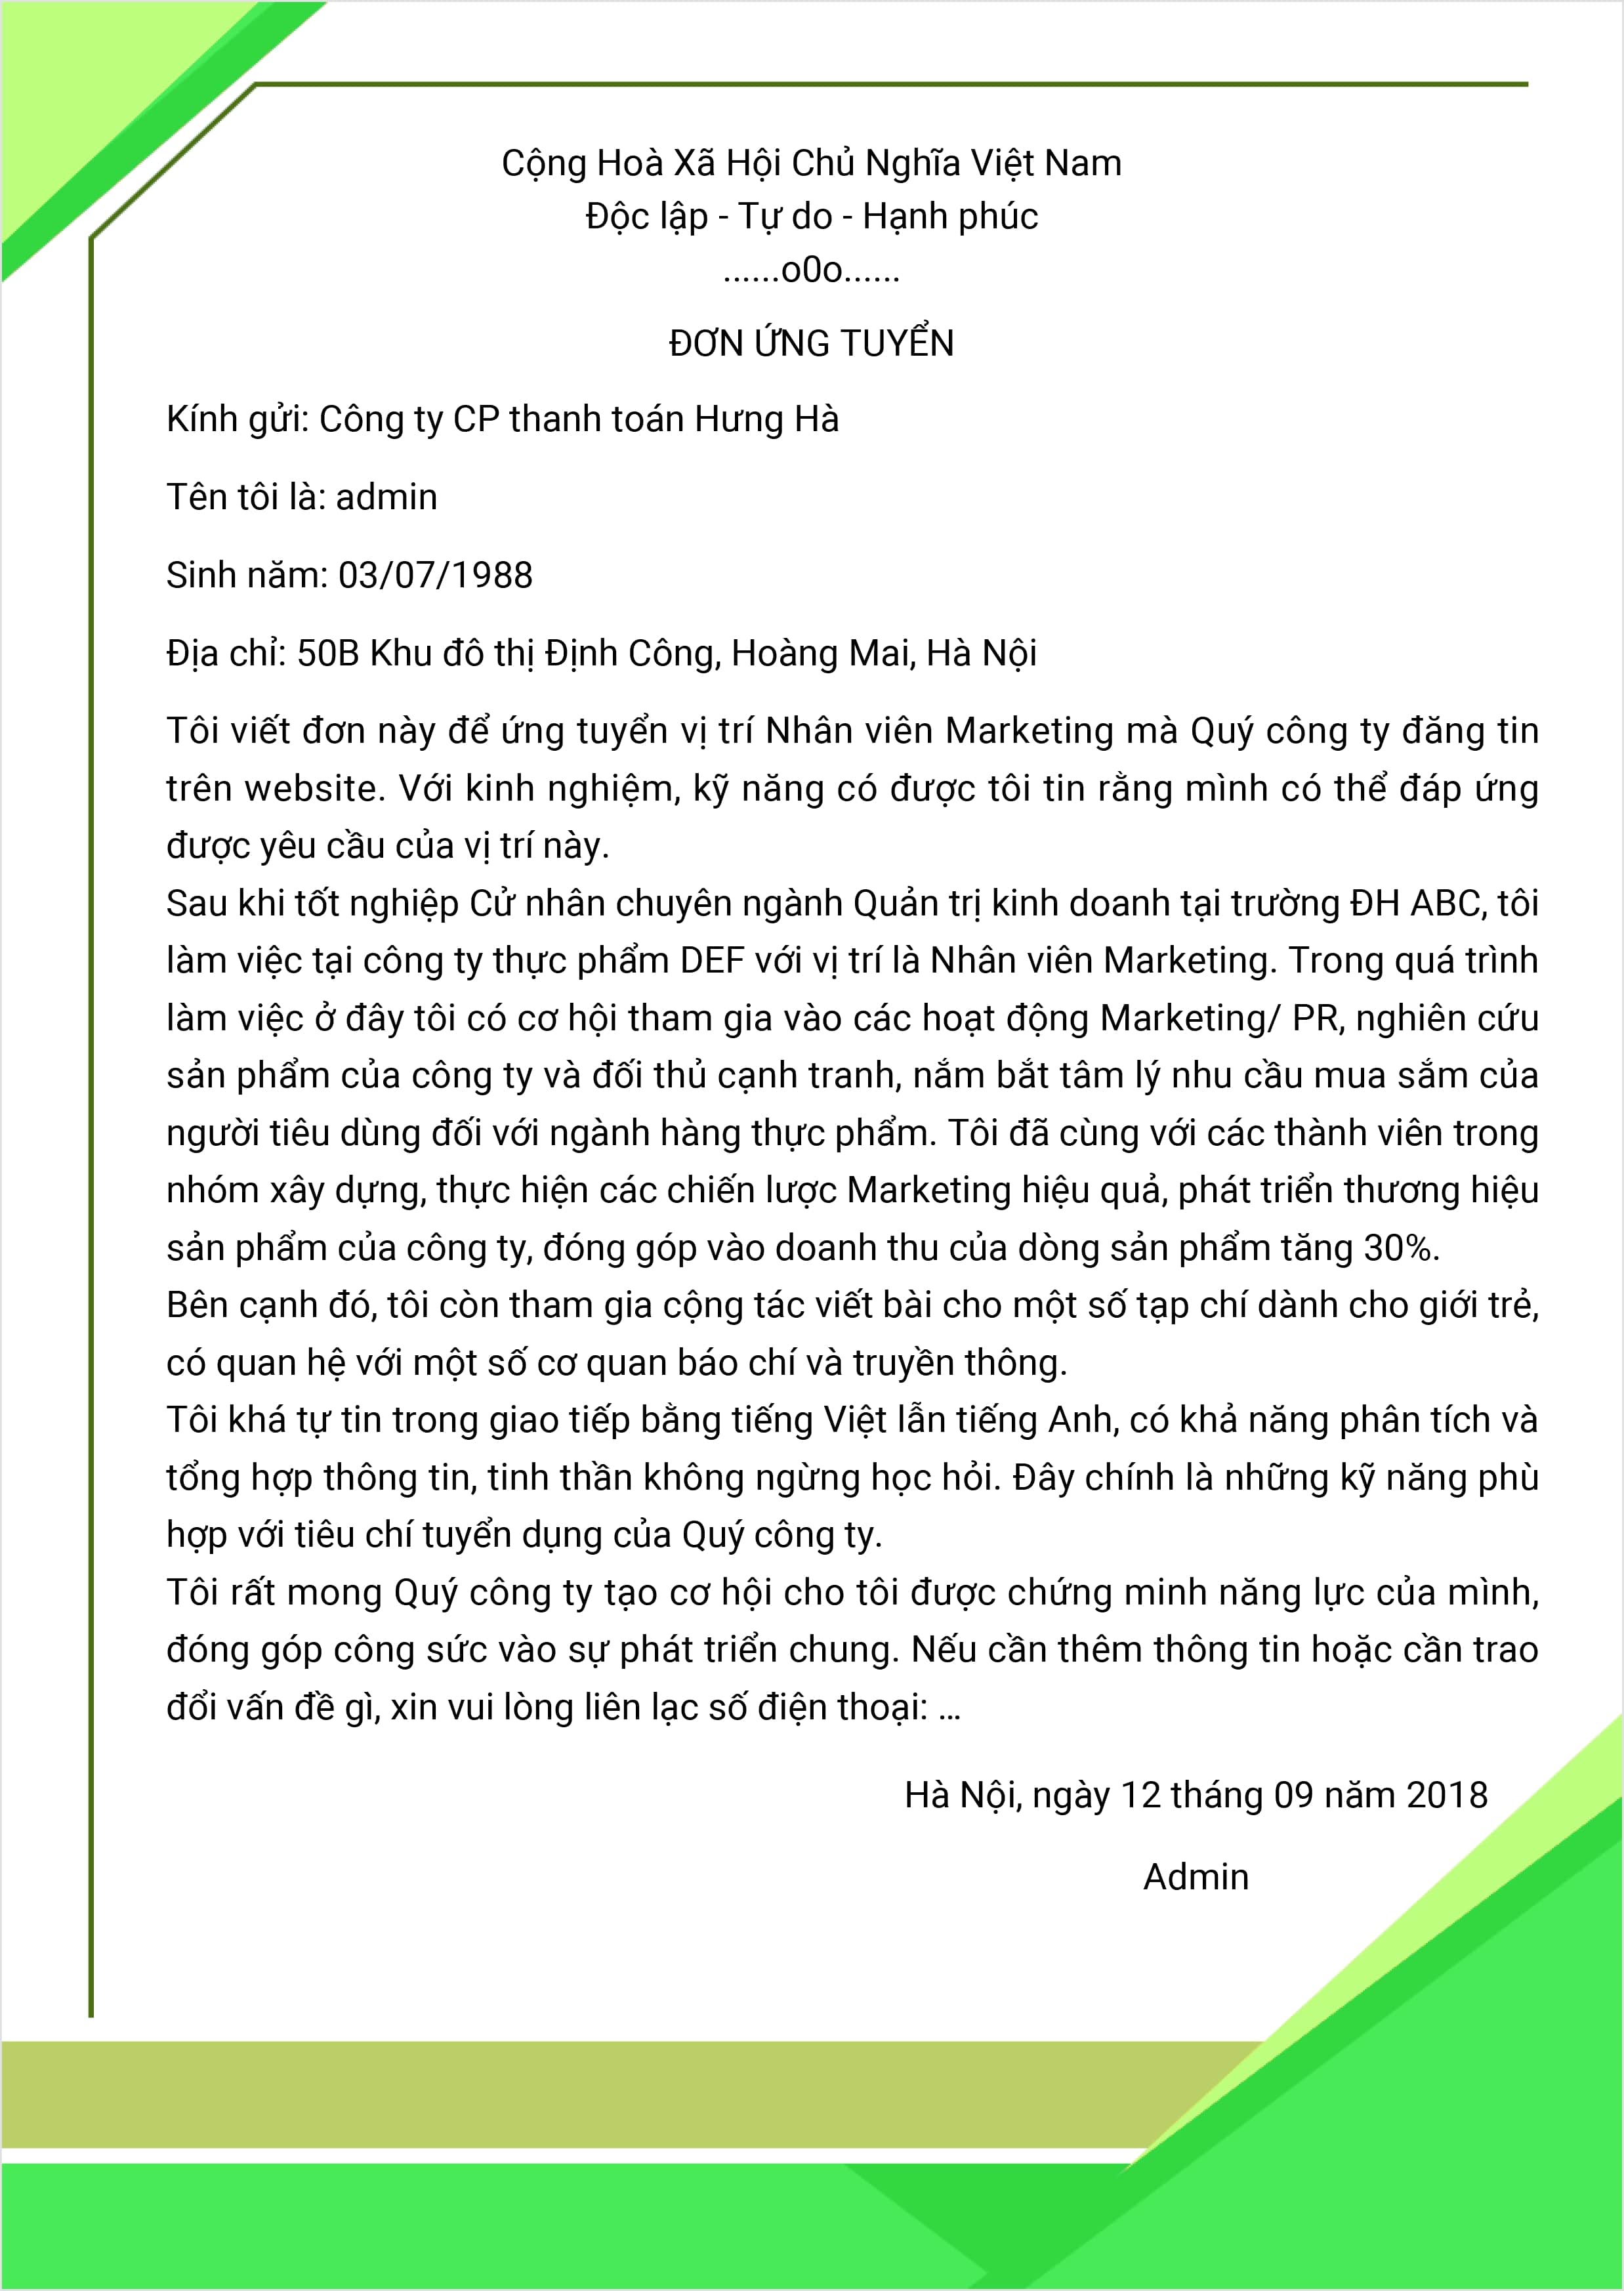 Cộng Hoà Xã Hội Chủ Nghĩa Việt Nam
Độc lập - Tự do - Hạnh phúc
......o0o......
ĐƠN ỨNG TUYỂN
Kính gửi: Công ty CP thanh toán Hưng Hà
Tên tôi là: admin
Sinh năm: 03/07/1988
Địa chỉ: 50B Khu đô thị Định Công, Hoàng Mai, Hà Nội
Tôi viết đơn này để ứng tuyển vị trí Nhân viên Marketing mà Quý công ty đăng tin
trên website. Với kinh nghiệm, kỹ năng có được tôi tin rằng mình có thể đáp ứng
được yêu cầu của vị trí này.
Sau khi tốt nghiệp Cử nhân chuyên ngành Quản trị kinh doanh tại trường ĐH ABC, tôi
làm việc tại công ty thực phẩm DEF với vị trí là Nhân viên Marketing. Trong quá trình
làm việc ở đây tôi có cơ hội tham gia vào các hoạt động Marketing/ PR, nghiên cứu
sản phẩm của công ty và đối thủ cạnh tranh, nắm bắt tâm lý nhu cầu mua sắm của
người tiêu dùng đối với ngành hàng thực phẩm. Tôi đã cùng với các thành viên trong
nhóm xây dựng, thực hiện các chiến lược Marketing hiệu quả, phát triển thương hiệu
sản phẩm của công ty, đóng góp vào doanh thu của dòng sản phẩm tăng 30%.
Bên cạnh đó, tôi còn tham gia cộng tác viết bài cho một số tạp chí dành cho giới trẻ,
có quan hệ với một số cơ quan báo chí và truyền thông.
Tôi khá tự tin trong giao tiếp bằng tiếng Việt lẫn tiếng Anh, có khả năng phân tích và
tổng hợp thông tin, tinh thần không ngừng học hỏi. Đây chính là những kỹ năng phù
hợp với tiêu chí tuyển dụng của Quý công ty.
Tôi rất mong Quý công ty tạo cơ hội cho tôi được chứng minh năng lực của mình,
đóng góp công sức vào sự phát triển chung. Nếu cần thêm thông tin hoặc cần trao
đổi vấn đề gì, xin vui lòng liên lạc số điện thoại: ...
Hà Nội, ngày 12 tháng 09 năm 2018
Admin